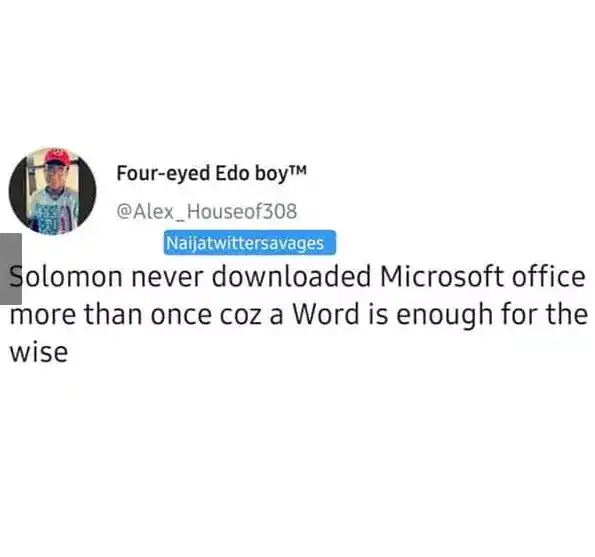 Four-eyed Edo boy™
@Alex_Houseof308
Naijatwittersavages
Solomon never downloaded Microsoft office
more than once coz a Word is enough for the
wise